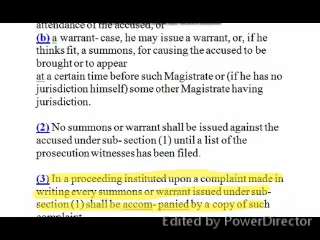 attendance of the accused, or
(b) a warrant- case, he may issue a warrant, or, if he
thinks fit, a summons, for causing the accused to be
brought or to appear
at a certain time before such Magistrate or (if he has no
jurisdiction himself) some other Magistrate having
jurisdiction.
(2) No summons or warrant shall be issued against the
accused under sub- section (1) until a list of the
prosecution witnesses has been filed.
(3) In a proceeding instituted upon a complaint made in
writing every summons or warrant issued under sub-
section (1) shall be accom- panied by a copy of such
complaint.
Edited by PowerDirector